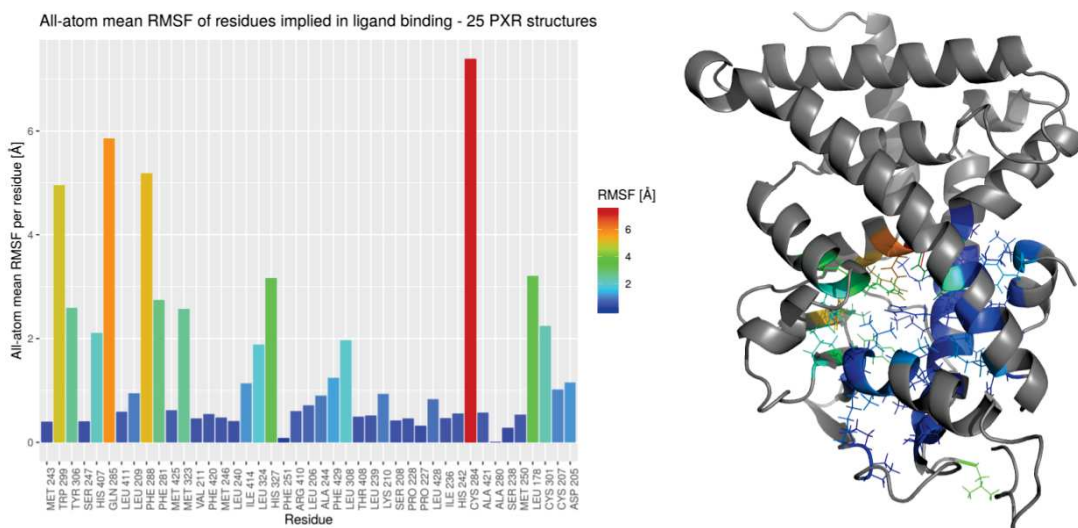 All-atom mean RMSF of residues implied in ligand binding - 25 PXR structures
All-atom mean RMSF per residue [Å]
6
4
2
0
MET 243
TRP 299
TYR 306
SER 247
HIS 407
GLN 285
LEU 411
LEU 209
PHE 288
PHE 281
MET 425
MET 323
VAL 211
PHE 420
MET 246
LEU 240
ILE 414
LEU 324
HIS 327
PHE 251
ARG 410
LEU 206
ALA 244
PHE 429
LEU 308
THR 408
LEU 239
LYS 210
SER 208
PRO 228
PRO 227
LEU 428
ILE 236
HIS 242
CYS 284
ALA 421
ALA 280
SER 238
MET 250
LEU 178
CYS 301
CYS 207
ASP 205
Residue
RMSF [Å]
6
4
2